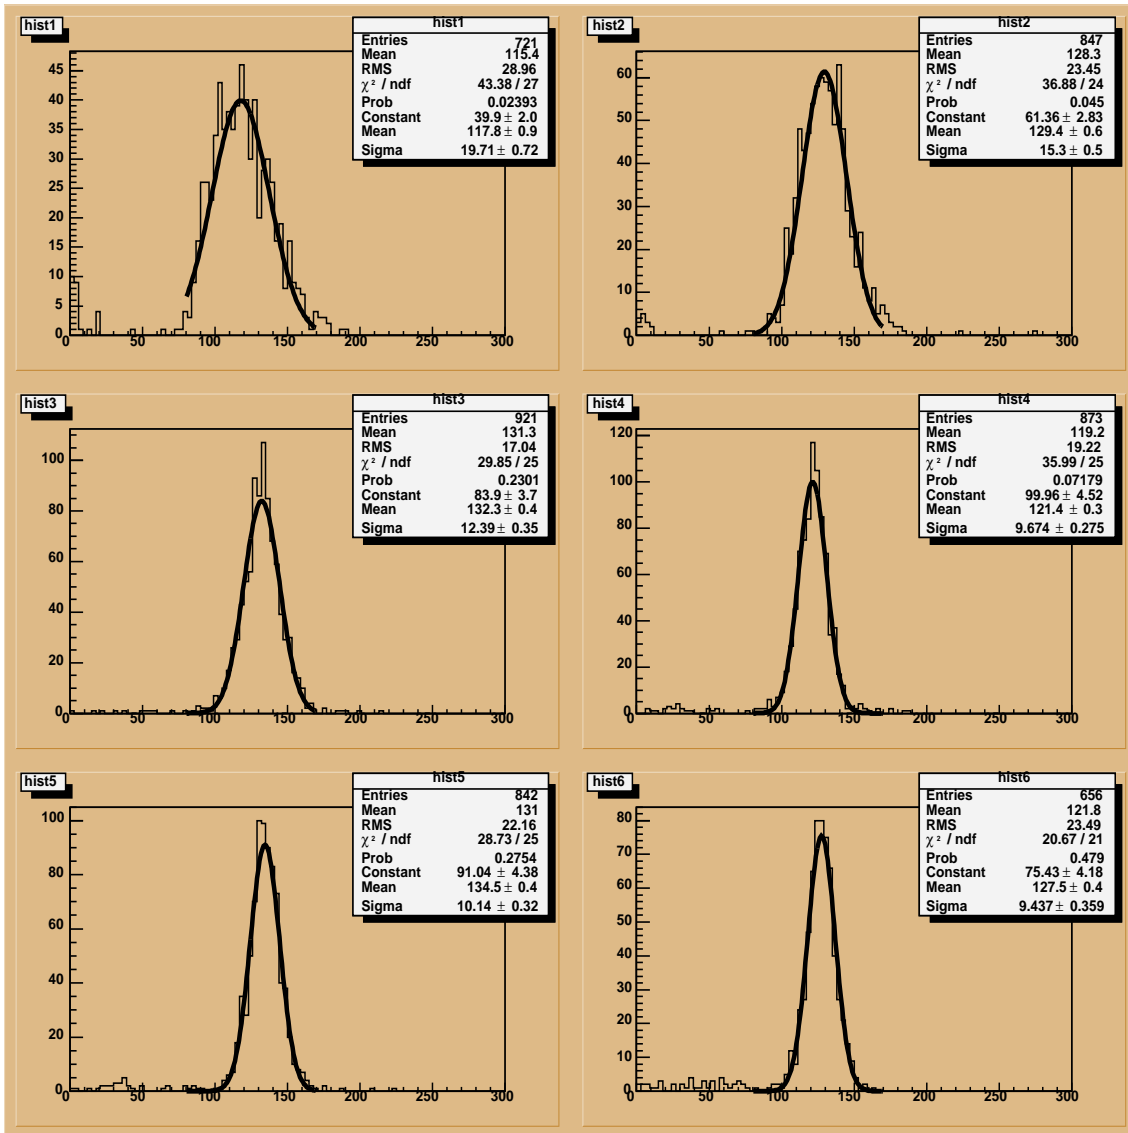 hist1
hist1
Entries 721
Mean 115.4
RMS 28.96
χ² / ndf 43.38 / 27
Prob 0.02393
Constant 39.9 ± 2.0
Mean 117.8 ± 0.9
Sigma 19.71 ± 0.72
45
40
35
30
25
20
15
10
5
0
0 50 100 150 200 250 300
hist2
hist2
Entries 847
Mean 128.3
RMS 23.45
χ² / ndf 36.88 / 24
Prob 0.045
Constant 61.36 ± 2.83
Mean 129.4 ± 0.6
Sigma 15.3 ± 0.5
60
50
40
30
20
10
0
0 50 100 150 200 250 300
hist3
hist3
Entries 921
Mean 131.3
RMS 17.04
χ² / ndf 29.85 / 25
Prob 0.2301
Constant 83.9 ± 3.7
Mean 132.3 ± 0.4
Sigma 12.39 ± 0.35
100
80
60
40
20
0
0 50 100 150 200 250 300
hist4
hist4
Entries 873
Mean 119.2
RMS 19.22
χ² / ndf 35.99 / 25
Prob 0.07179
Constant 99.96 ± 4.52
Mean 121.4 ± 0.3
Sigma 9.674 ± 0.275
120
100
80
60
40
20
0
0 50 100 150 200 250 300
hist5
hist5
Entries 842
Mean 131
RMS 22.16
χ² / ndf 28.73 / 25
Prob 0.2754
Constant 91.04 ± 4.38
Mean 134.5 ± 0.4
Sigma 10.14 ± 0.32
100
80
60
40
20
0
0 50 100 150 200 250 300
hist6
hist6
Entries 656
Mean 121.8
RMS 23.49
χ² / ndf 20.67 / 21
Prob 0.479
Constant 75.43 ± 4.18
Mean 127.5 ± 0.4
Sigma 9.437 ± 0.359
80
70
60
50
40
30
20
10
0
0 50 100 150 200 250 300